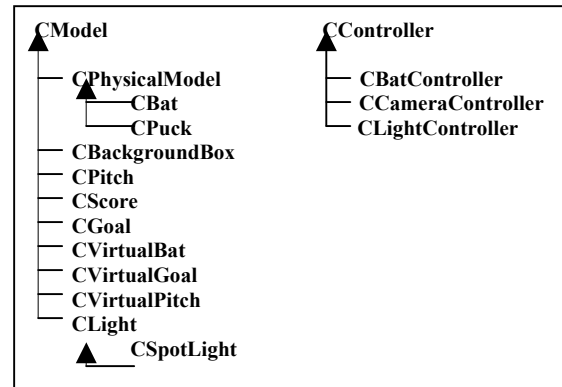 CModel
CPhysicalModel
CBat
CPuck
CBackgroundBox
CPitch
CScore
CGoal
CVirtualBat
CVirtualGoal
CVirtualPitch
CLight
CSpotLight
CController
CBatController
CCameraController
CLightController